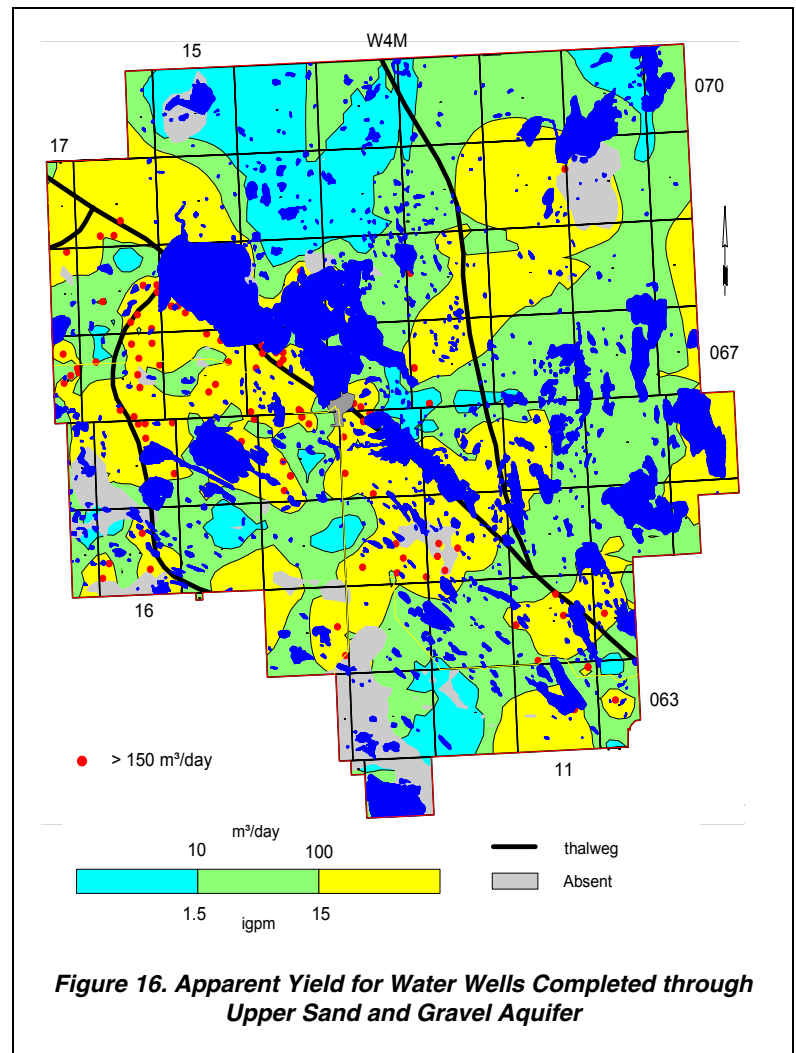 W4M
15
070
17
067
16
063
11
> 150 m³/day
m³/day
10
100
1.5
15
igpm
thalweg
Absent
Figure 16. Apparent Yield for Water Wells Completed through
Upper Sand and Gravel Aquifer